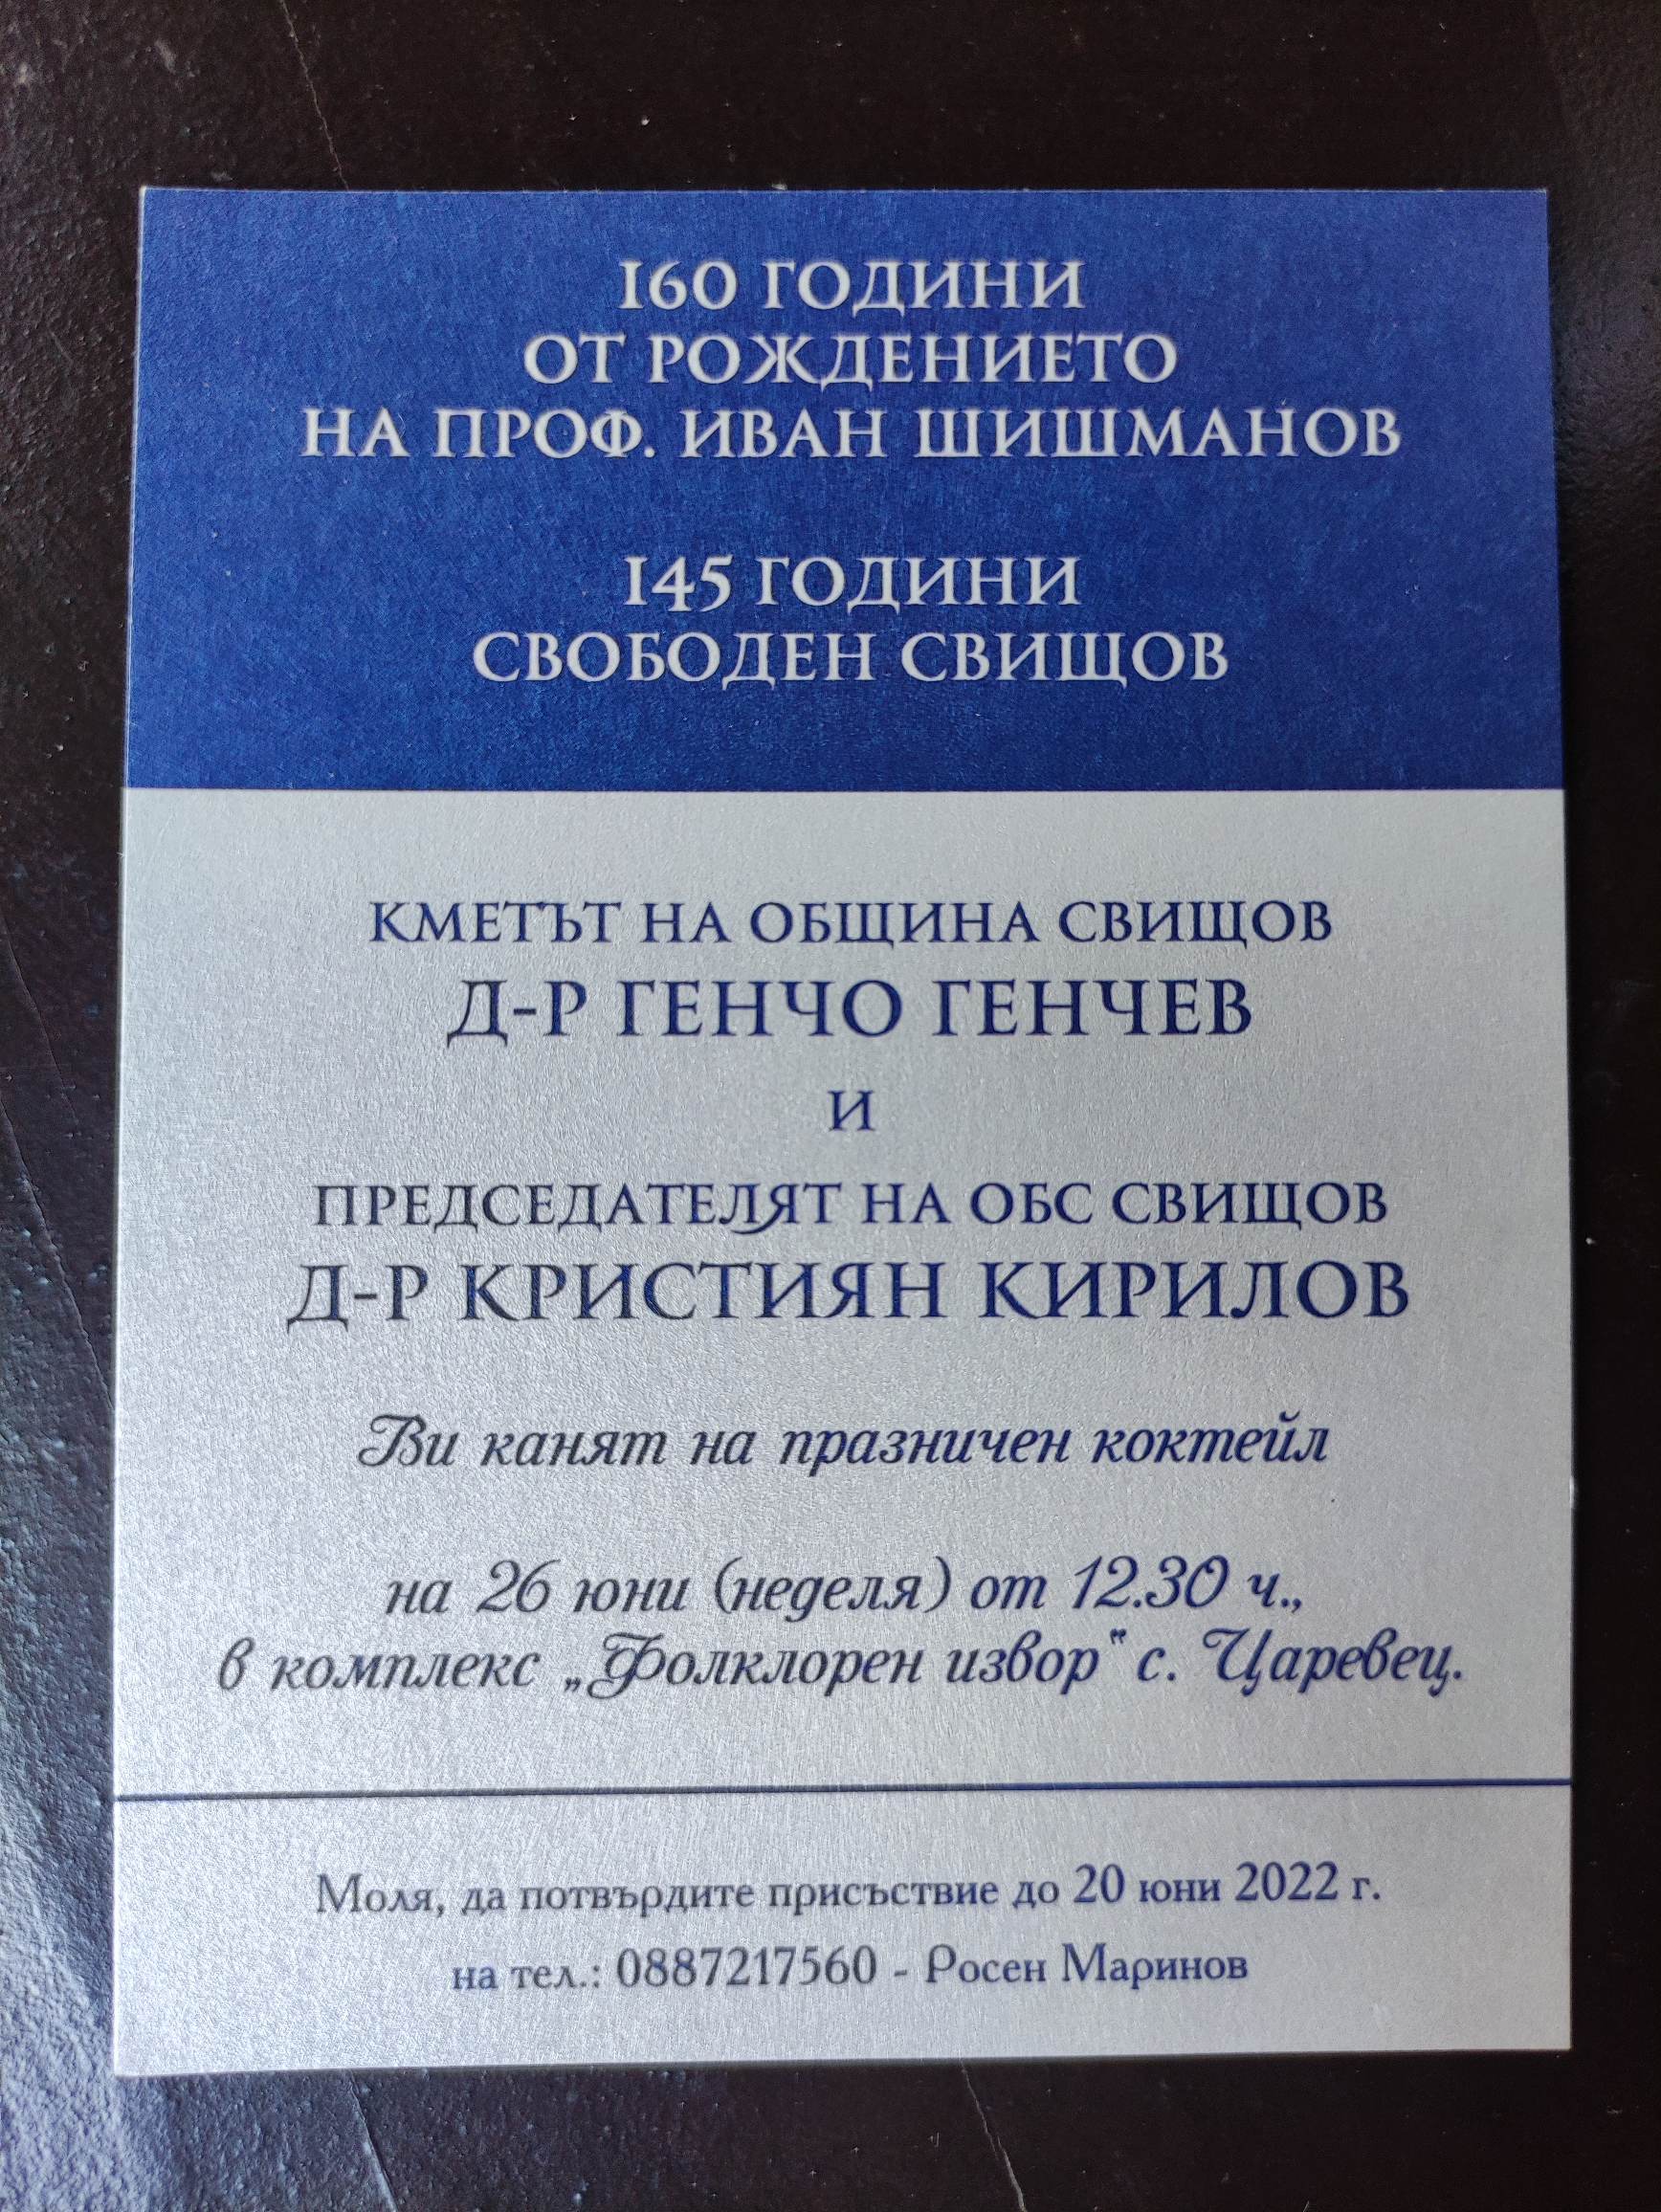 160 ГОДИНИ
ОТ РОЖДЕНИЕТО
НА ПРОФ. ИВАН ШИШМАНОВ
145 ГОДИНИ
СВОБОДЕН СВИЩОВ
КМЕТЪТ НА ОБЩИНА СВИЩОВ
Д-Р ГЕНЧО ГЕНЧЕВ
И
ПРЕДСЕДАТЕЛЯТ НА ОБС СВИЩОВ
Д-Р КРИСТИЯН КИРИЛОВ
Ви канят на празничен коктейл
на 26 юни (неделя) от 12.30 ч.,
в комплекс „Фолклорен извор" с. Царевец.
Моля, да потвърдите присъствие до 20 юни 2022 г.
на тел.: 0887217560 - Росен Маринов